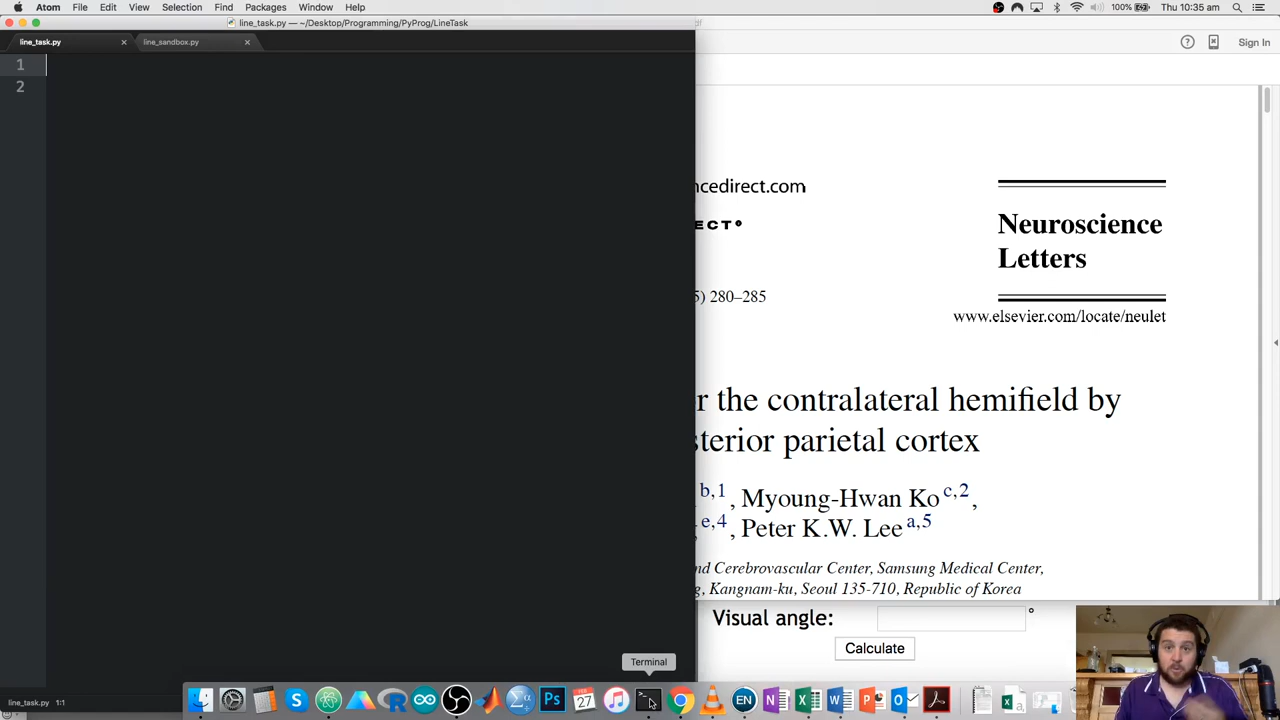 Atom File Edit View Selection Find Packages Window Help 100% Thu 10:35 am
line_task.py — ~/Desktop/Programming/PyProg/LineTask
df
line_task.py line_sandbox.py
Sign In
1
2
ncedirect.com
ECT
Neuroscience
Letters
5) 280–285
www.elsevier.com/locate/neulet
r the contralateral hemifield by
sterior parietal cortex
b,1, Myoung-Hwan Ko c,2,
e,4, Peter K.W. Lee a,5
nd Cerebrovascular Center, Samsung Medical Center,
g, Kangnam-ku, Seoul 135-710, Republic of Korea
Visual angle: °
Calculate
Terminal
line_task.py 1:1